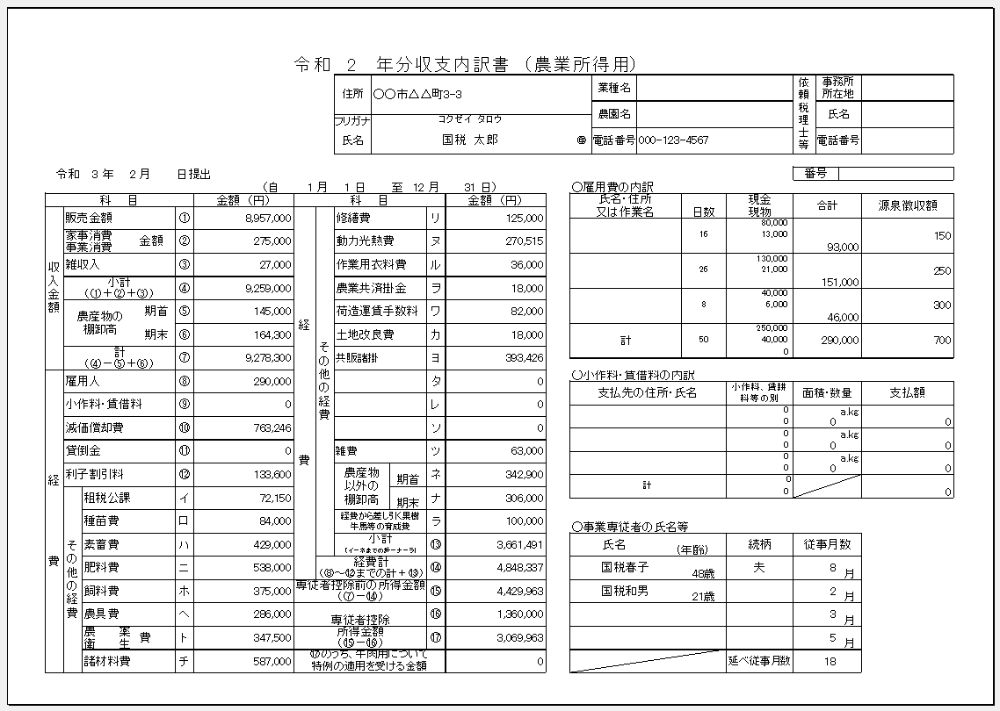 令和 2 年分収支内訳書 (農業所得用)
住所 〇〇市△△町3-3
フリガナ コクゼイ タロウ
氏名 国税 太郎 ㊞
業種名
農園名
電話番号 000-123-4567
依頼税理士等
事務所所在地
氏名
電話番号
番号
令和 3 年 2 月 日提出
(自 1 月 1 日 至 12 月 31 日)
科 目 金額 (円) 科 目 金額 (円)
収入金額
販売金額 ① 8,957,000
家事消費 事業消費 金額 ② 275,000
雑収入 ③ 27,000
小計 (①+②+③) ④ 9,259,000
農産物の棚卸高 期首 ⑤ 145,000
期末 ⑥ 164,300
計 (④-⑤+⑥) ⑦ 9,278,300
経費
雇用人 ⑧ 290,000
小作料・賃借料 ⑨ 0
減価償却費 ⑩ 763,246
貸倒金 ⑪ 0
利子割引料 ⑫ 133,600
その他の経費
租税公課 イ 72,150
種苗費 ロ 84,000
素畜費 ハ 429,000
肥料費 ニ 538,000
飼料費 ホ 375,000
農具費 ヘ 286,000
農薬衛生費 ト 347,500
諸材料費 チ 587,000
経費
その他の経費
修繕費 リ 125,000
動力光熱費 ヌ 270,515
作業用衣料費 ル 36,000
農業共済掛金 ヲ 18,000
荷造運賃手数料 ワ 82,000
土地改良費 カ 18,000
共販諸掛 ヨ 393,426
タ 0
レ 0
ソ 0
雑費 ツ 63,000
農産物以外の棚卸高 期首 ネ 342,900
期末 ナ 306,000
経費から差し引く果樹牛馬等の育成費 ラ 100,000
小計 (イ~ネまでの計-ナ-ラ) ⑬ 3,661,491
経費計 (⑧~⑫までの計+⑬) ⑭ 4,848,337
専従者控除前の所得金額 (⑦-⑭) ⑮ 4,429,963
専従者控除 ⑯ 1,360,000
所得金額 (⑮-⑯) ⑰ 3,069,963
⑰のうち、牛肉用について特例の適用を受ける金額 0
〇雇用費の内訳
氏名・住所又は作業名 日数 現金 現物 合計 源泉徴収額
16 80,000 13,000 93,000 150
26 130,000 21,000 151,000 250
8 40,000 6,000 46,000 300
計 50 250,000 40,000 0 290,000 700
〇小作料・賃借料の内訳
支払先の住所・氏名 小作料、賃耕料等の別 面積・数量 支払額
0 0 a.kg 0 0
0 0 a.kg 0 0
0 0 a.kg 0 0
計 0 0 0
〇事業専従者の氏名等
氏名 (年齢) 続柄 従事月数
国税春子 48歳 夫 8 月
国税和男 21歳 2 月
3 月
5 月
延べ従事月数 18